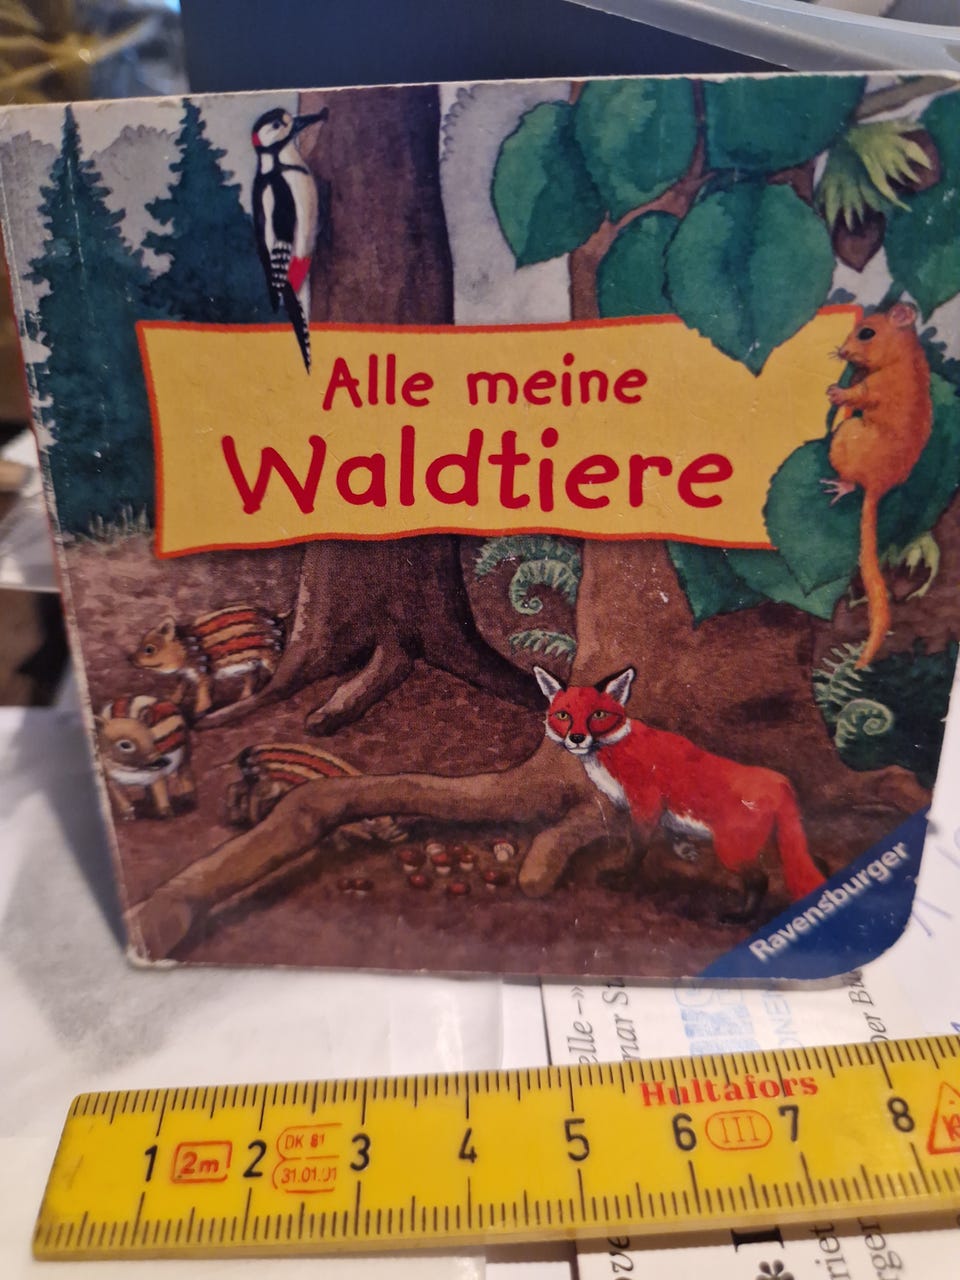 Alle meine
Waldtiere
Ravensburger
Hultafors
1 2m 2 3 4 5 6 III 7 8
DK 81
31.01.01